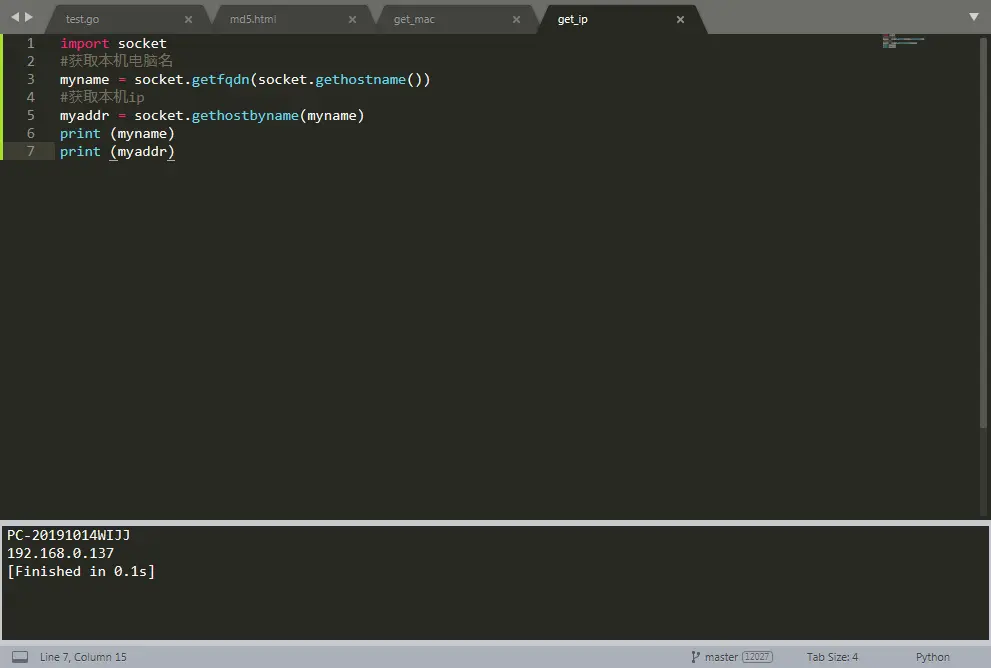 test.go
md5.html
get_mac
get_ip
1 import socket
2 #获取本机电脑名
3 myname = socket.getfqdn(socket.gethostname())
4 #获取本机ip
5 myaddr = socket.gethostbyname(myname)
6 print (myname)
7 print (myaddr)
PC-20191014WIJJ
192.168.0.137
[Finished in 0.1s]
Line 7, Column 15
master 12027
Tab Size: 4
Python